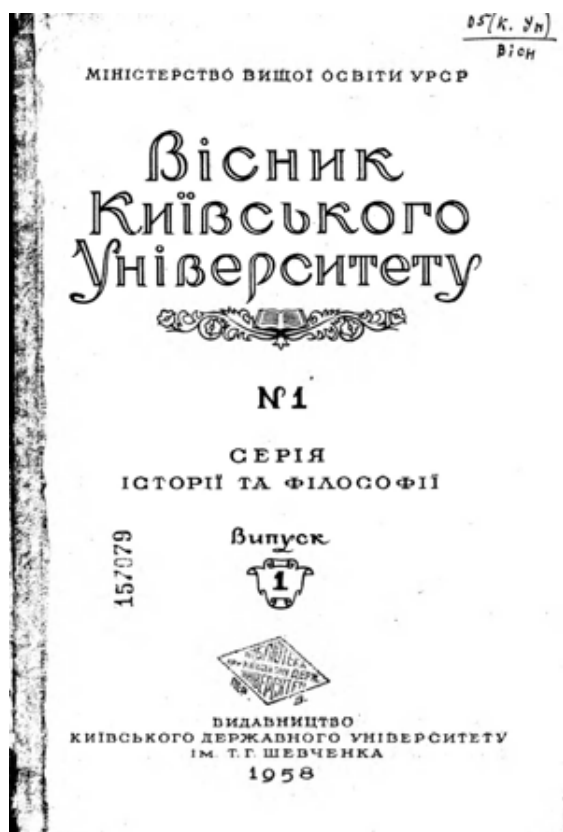 05(К. Ун)
Вісн
МІНІСТЕРСТВО ВИЩОЇ ОСВІТИ УРСР
Вісник
Київського
Університету
№1
СЕРІЯ
ІСТОРІЇ ТА ФІЛОСОФІЇ
157079
Випуск
1
БІБЛІОТЕКА
ВИДАВНИЦТВО
КИЇВСЬКОГО ДЕРЖАВНОГО УНІВЕРСИТЕТУ
ІМ. Т. Г. ШЕВЧЕНКА
1958